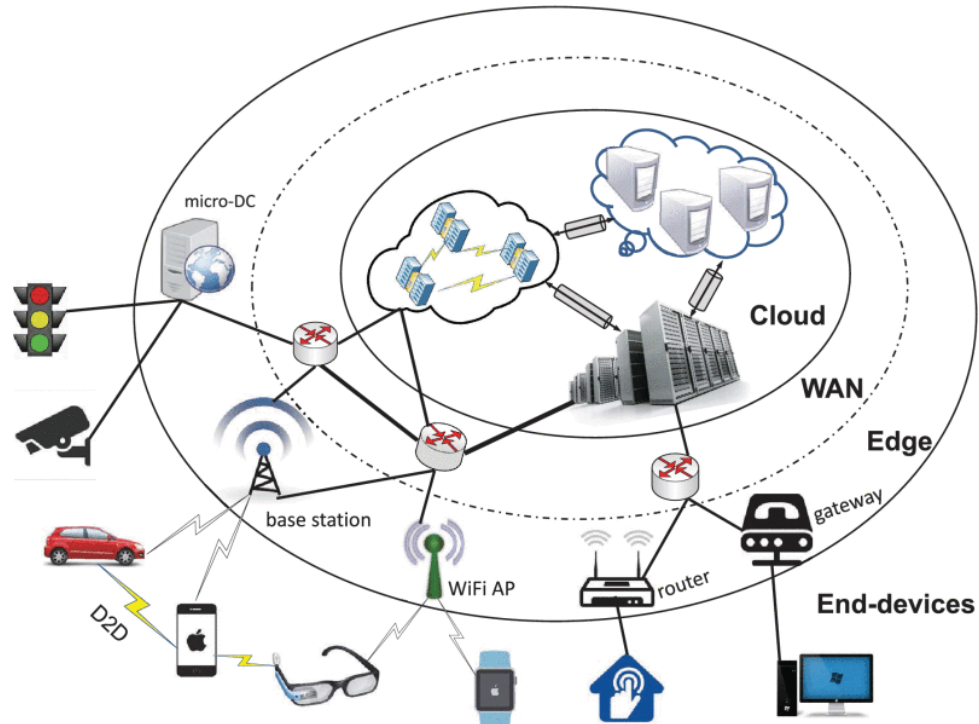 micro-DC
Cloud
WAN
Edge
gateway
base station
WiFi AP
router
End-devices
D2D